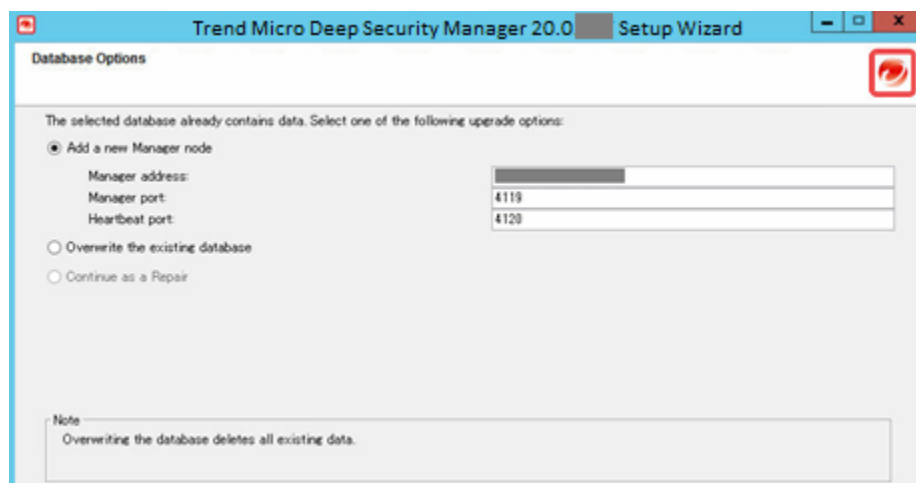 Trend Micro Deep Security Manager 20.0 Setup Wizard
Database Options
The selected database already contains data. Select one of the following upgrade options:
Add a new Manager node
Manager address:
Manager port: 4119
Heartbeat port: 4120
Overwrite the existing database
Continue as a Repair
Note
Overwriting the database deletes all existing data.